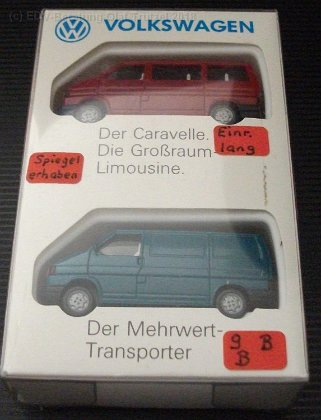 VOLKSWAGEN
Der Caravelle.
Die Großraum-
Limousine.
Einr.
lang
Spiegel
erhaben
Der Mehrwert-
Transporter
9 B
B